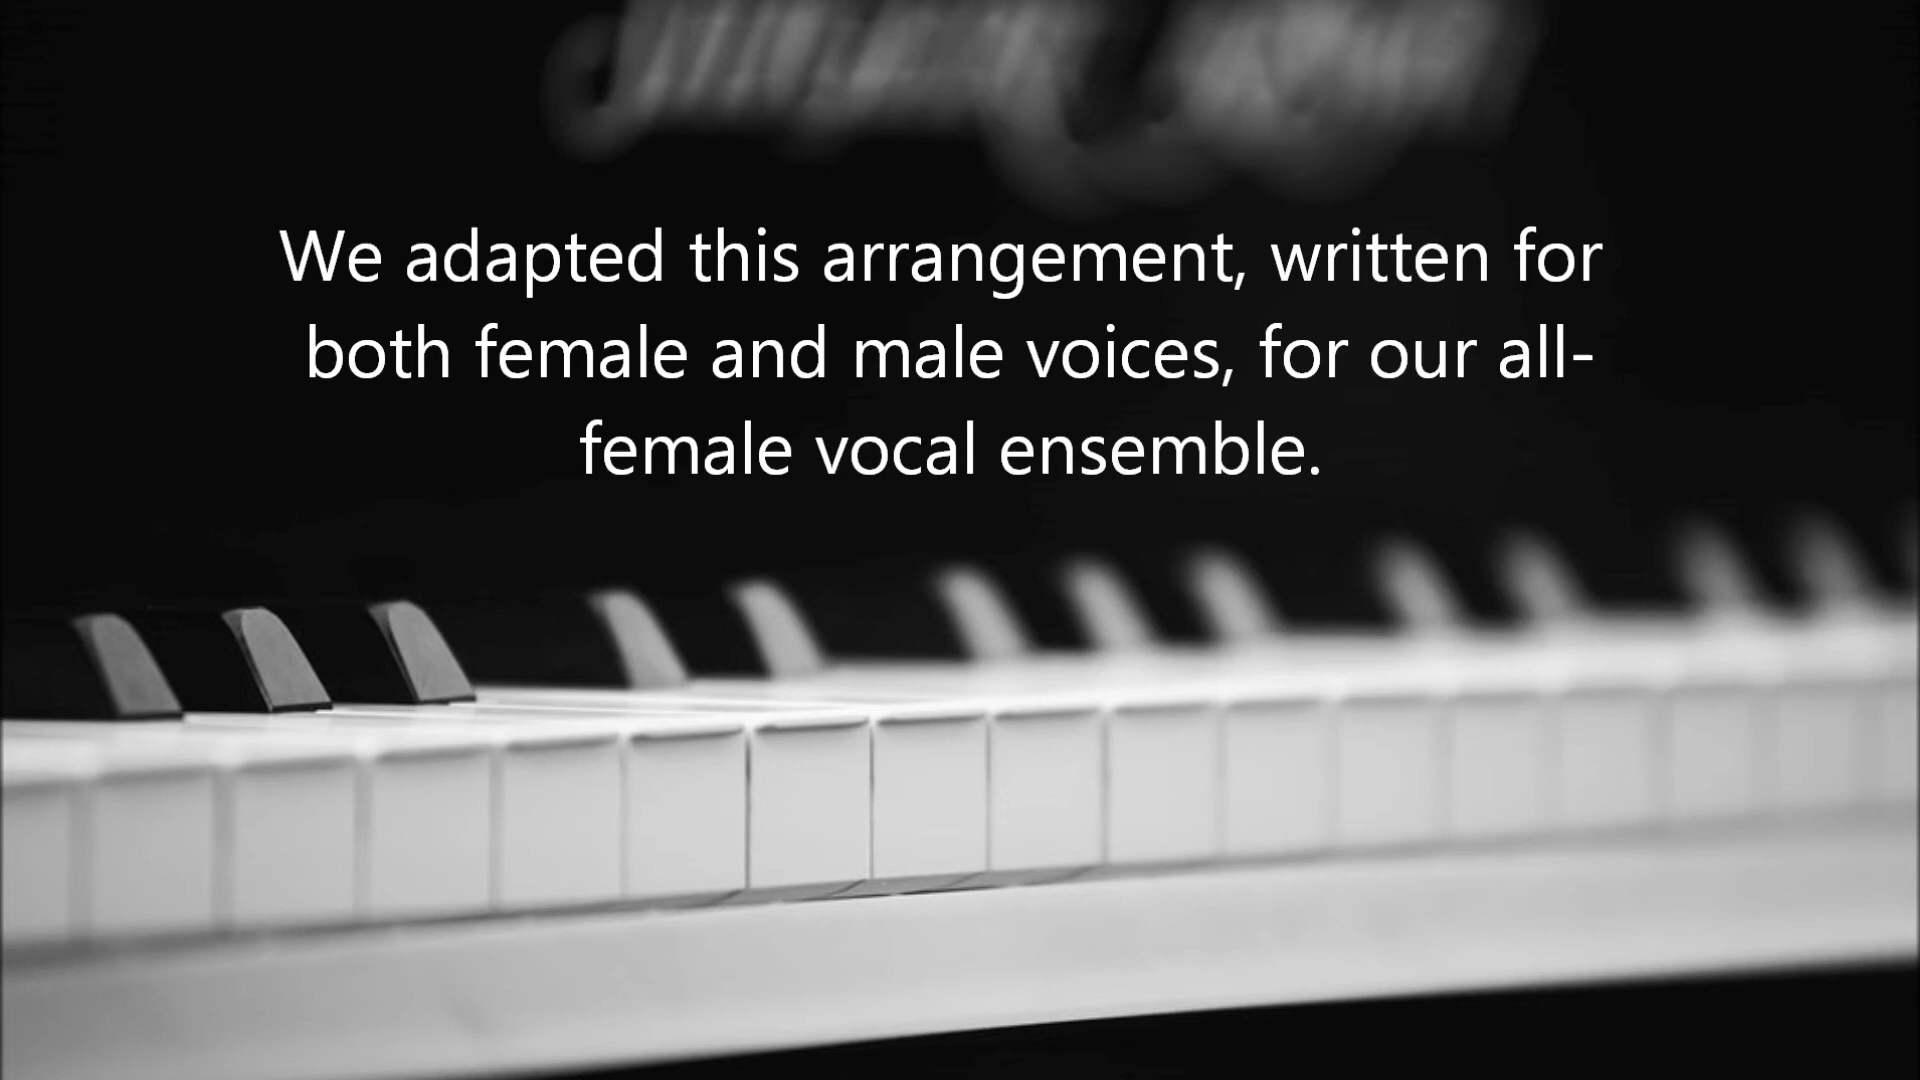 We adapted this arrangement, written for
both female and male voices, for our all-
female vocal ensemble.